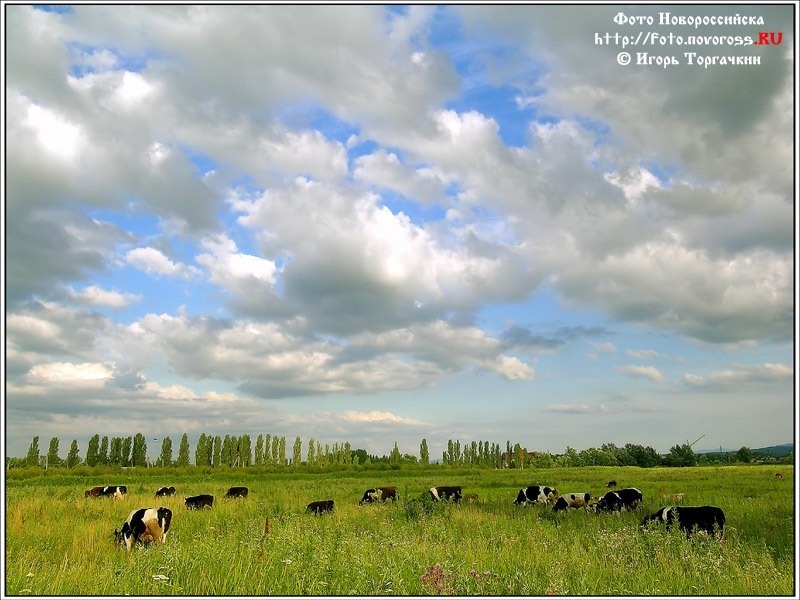 Фото Новороссийска
http://foto.novoross.RU
© Игорь Торгачкин